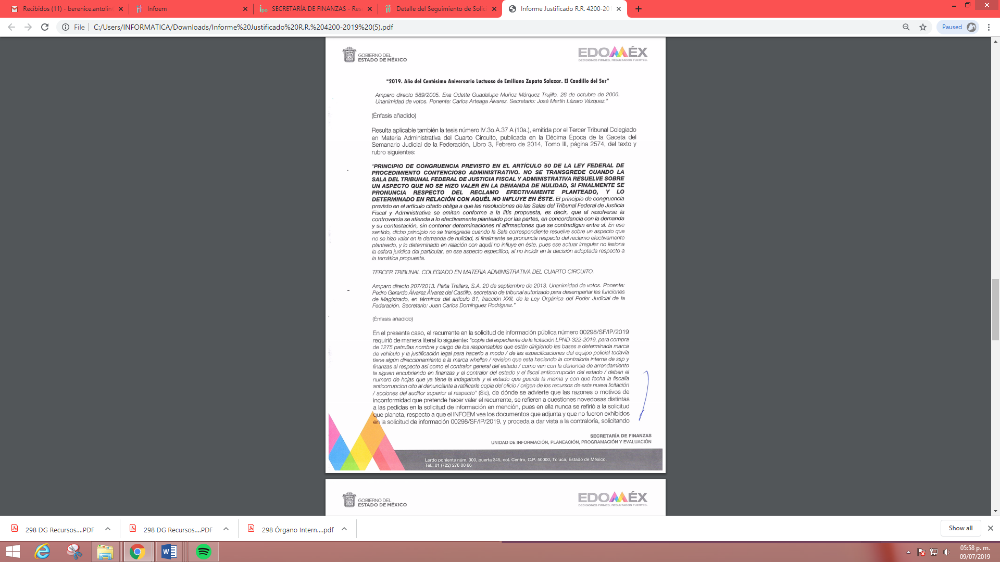 Recibidos (11) - berenice.antolin
Infoem
SECRETARÍA DE FINANZAS - Res
Detalle del Seguimiento de Solici
Informe Justificado R.R. 4200-201
File
C:/Users/INFORMATICA/Downloads/Informe%20Justificado%20R.R.%204200-2019%20(5).pdf
Paused
GOBIERNO DEL
ESTADO DE MÉXICO
EDOMÉX
DECISIONES FIRMES, RESULTADOS FUERTES.
“2019. Año del Centésimo Aniversario Luctuoso de Emiliano Zapata Salazar. El Caudillo del Sur”
Amparo directo 589/2005. Ena Odette Guadalupe Muñoz Márquez Trujillo. 26 de octubre de 2006.
Unanimidad de votos. Ponente: Carlos Arteaga Álvarez. Secretario: José Martín Lázaro Vázquez.”
(Énfasis añadido)
Resulta aplicable también la tesis número IV.3o.A.37 A (10a.), emitida por el Tercer Tribunal Colegiado
en Materia Administrativa del Cuarto Circuito, publicada en la Décima Época de la Gaceta del
Semanario Judicial de la Federación, Libro 3, Febrero de 2014, Tomo III, página 2574, del texto y
rubro siguientes:
“PRINCIPIO DE CONGRUENCIA PREVISTO EN EL ARTÍCULO 50 DE LA LEY FEDERAL DE
PROCEDIMIENTO CONTENCIOSO ADMINISTRATIVO. NO SE TRANSGREDE CUANDO LA
SALA DEL TRIBUNAL FEDERAL DE JUSTICIA FISCAL Y ADMINISTRATIVA RESUELVE SOBRE
UN ASPECTO QUE NO SE HIZO VALER EN LA DEMANDA DE NULIDAD, SI FINALMENTE SE
PRONUNCIA RESPECTO DEL RECLAMO EFECTIVAMENTE PLANTEADO, Y LO
DETERMINADO EN RELACIÓN CON AQUÉL NO INFLUYE EN ÉSTE. El principio de congruencia
previsto en el artículo citado obliga a que las resoluciones de las Salas del Tribunal Federal de Justicia
Fiscal y Administrativa se emitan conforme a la litis propuesta, es decir, que al resolverse la
controversia se atienda a lo efectivamente planteado por las partes, en concordancia con la demanda
y su contestación, sin contener determinaciones ni afirmaciones que se contradigan entre sí. En ese
sentido, dicho principio no se transgrede cuando la Sala correspondiente resuelve sobre un aspecto que
no se hizo valer en la demanda de nulidad, si finalmente se pronuncia respecto del reclamo efectivamente
planteado, y lo determinado en relación con aquél no influye en éste, pues ese actuar irregular no lesiona
la esfera jurídica del particular, en ese aspecto específico, al no incidir en la decisión adoptada respecto a
la temática propuesta.
TERCER TRIBUNAL COLEGIADO EN MATERIA ADMINISTRATIVA DEL CUARTO CIRCUITO.
Amparo directo 207/2013. Peña Trailers, S.A. 20 de septiembre de 2013. Unanimidad de votos. Ponente:
Pedro Gerardo Álvarez Álvarez del Castillo, secretario de tribunal autorizado para desempeñar las funciones
de Magistrado, en términos del artículo 81, fracción XXII, de la Ley Orgánica del Poder Judicial de la
Federación. Secretario: Juan Carlos Domínguez Rodríguez.”
(Énfasis añadido)
En el presente caso, el recurrente en la solicitud de información pública número 00298/SF/IP/2019
requirió de manera literal lo siguiente: “copia del expediente de la licitación LPND-322-2019, para compra
de 1275 patrullas nombre y cargo de los responsables que están dirigiendo las bases a determinada marca
de vehículo y la justificación legal para hacerlo a modo / de las especificaciones del equipo policial todavía
tiene algún direccionamiento a la marca whellen / revision que esta haciendo la contraloria interna de ssp y
finanzas al respecto asi como el contralor general del estado / como van con la denuncia de arrendamiento
la siguen encubriendo en finanzas y el contralor del estado y el fiscal anticorrupción del estado / deben el
numero de hojas que ya tiene la indagatoria y el estado que guarda la misma y con que fecha la fiscalía
anticorrupcion cito al denunciante a ratificarla copia del oficio / origen de los recursos de esta nueva licitación
/ acciones del auditor superior al respecto” (Sic), de dónde se advierte que las razones o motivos de
inconformidad que pretende hacer valer el recurrente, se refieren a cuestiones novedosas distintas
a las pedidas en la solicitud de información en mención, pues en ella nunca se refirió a la solicitud
que planeta, respecto a que el INFOEM vea los documentos que adjunta y que no fueron exhibidos
en la solicitud de información 00298/SF/IP/2019, y proceda a dar vista a la contraloría, solicitando
SECRETARÍA DE FINANZAS
UNIDAD DE INFORMACIÓN, PLANEACIÓN, PROGRAMACIÓN Y EVALUACIÓN
Lerdo poniente núm. 300, puerta 345, col. Centro, C.P. 50000, Toluca, Estado de México.
Tel.: 01 (722) 276 00 66
GOBIERNO DEL
ESTADO DE MÉXICO
EDOMÉX
DECISIONES FIRMES, RESULTADOS FUERTES.
298 DG Recursos....PDF
298 DG Recursos....PDF
298 Órgano Intern....pdf
Show all
05:58 p. m.
09/07/2019